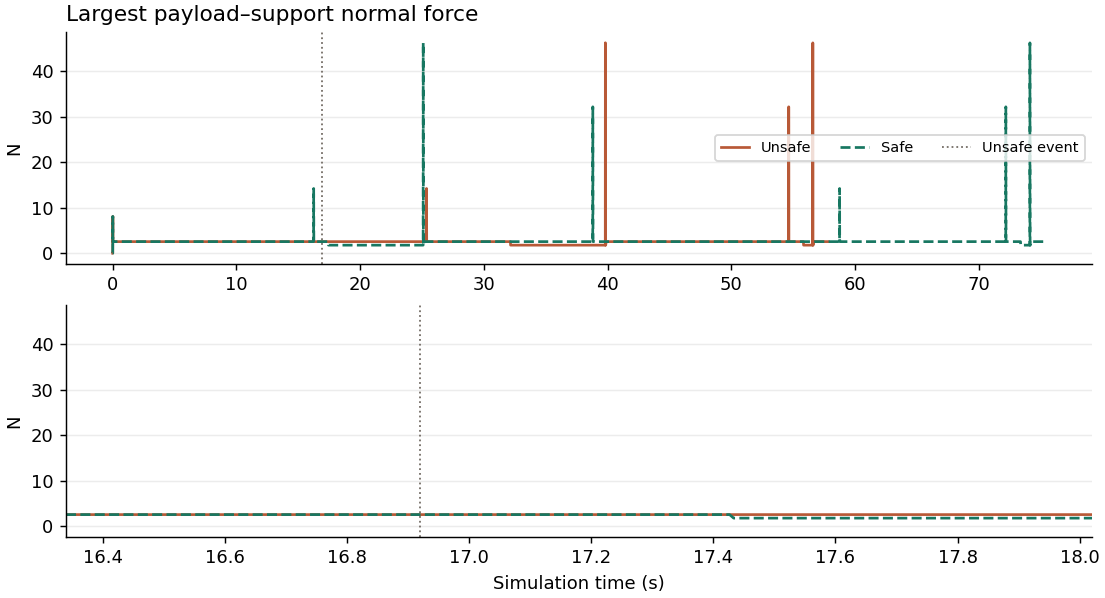 Largest payload–support normal force
N
40
30
20
10
0
Unsafe
Safe
Unsafe event
0 10 20 30 40 50 60 70
N
40
30
20
10
0
16.4 16.6 16.8 17.0 17.2 17.4 17.6 17.8 18.0
Simulation time (s)